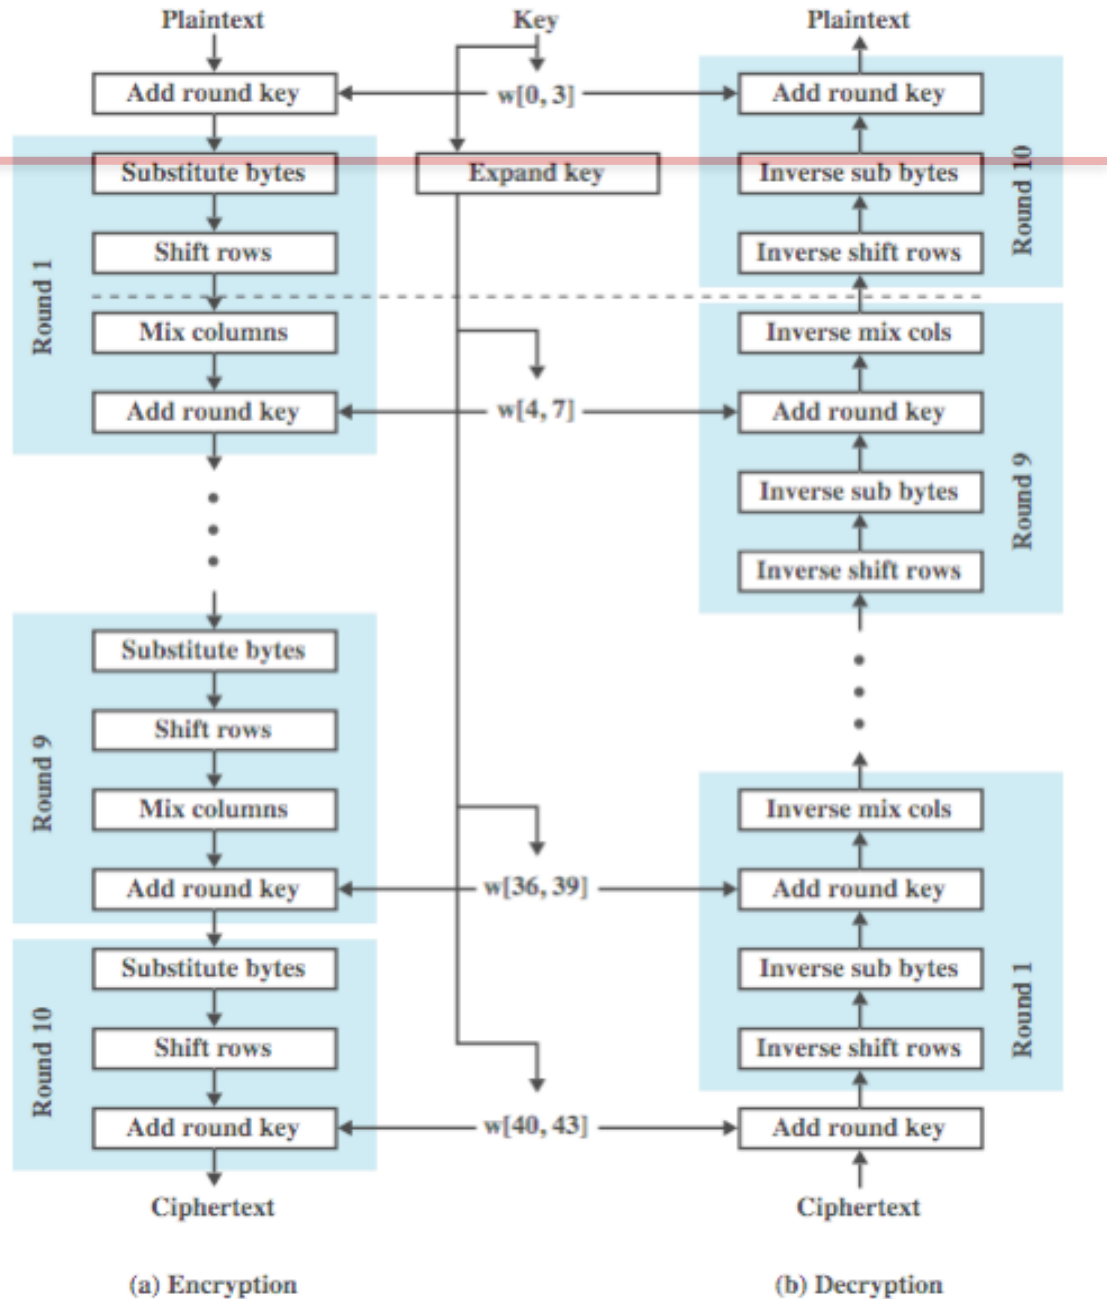 Plaintext
Key
Plaintext
Add round key
w[0, 3]
Add round key
Substitute bytes
Expand key
Inverse sub bytes
Round 10
Shift rows
Inverse shift rows
Round 1
Mix columns
Inverse mix cols
Add round key
w[4, 7]
Add round key
Inverse sub bytes
Round 9
Inverse shift rows
Substitute bytes
Shift rows
Round 9
Mix columns
Inverse mix cols
Add round key
w[36, 39]
Add round key
Substitute bytes
Inverse sub bytes
Round 10
Shift rows
Inverse shift rows
Round 1
Add round key
w[40, 43]
Add round key
Ciphertext
Ciphertext
(a) Encryption
(b) Decryption